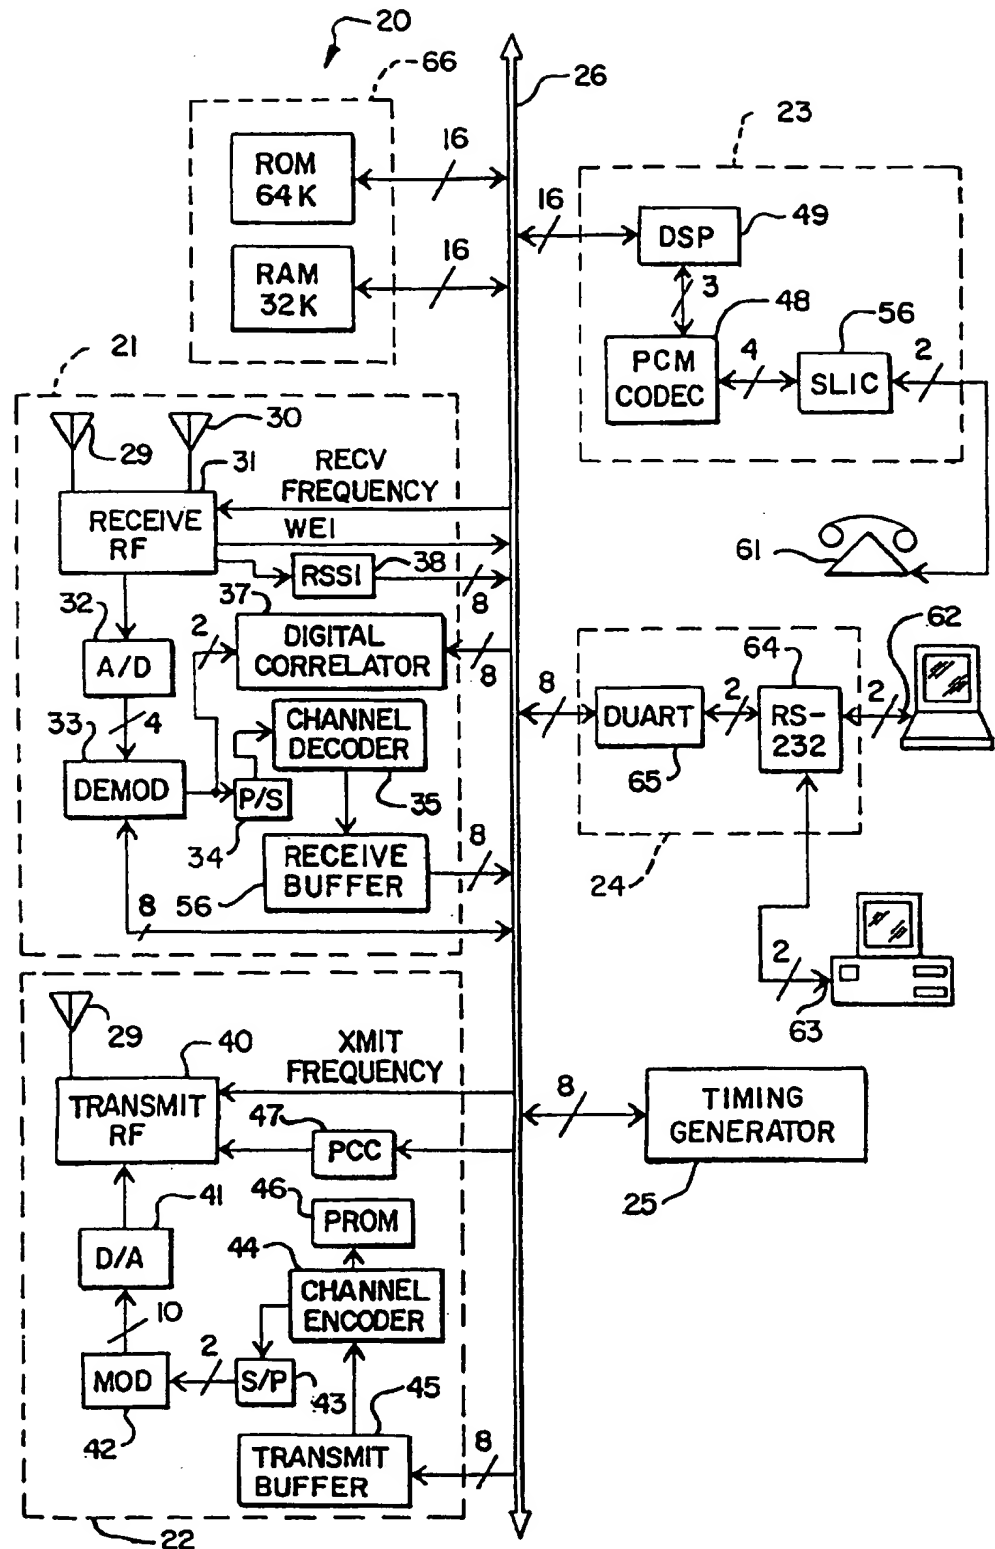 20
66
26
23
ROM
64K
16
RAM
32K
16
16
DSP
49
3
48
56
PCM
CODEC
4
SLIC
2
21
29
30
31
RECV
FREQUENCY
RECEIVE
RF
WEI
RSSI
38
8
61
32
A/D
37
2
DIGITAL
CORRELATOR
8
33
4
CHANNEL
DECODER
DEMOD
P/S
34
35
RECEIVE
BUFFER
56
8
8
8
DUART
65
2
64
RS-
232
2
62
24
2
63
29
40
XMIT
FREQUENCY
TRANSMIT
RF
47
PCC
8
TIMING
GENERATOR
25
41
D/A
46
PROM
44
CHANNEL
ENCODER
10
MOD
42
2
S/P
43
45
TRANSMIT
BUFFER
8
22